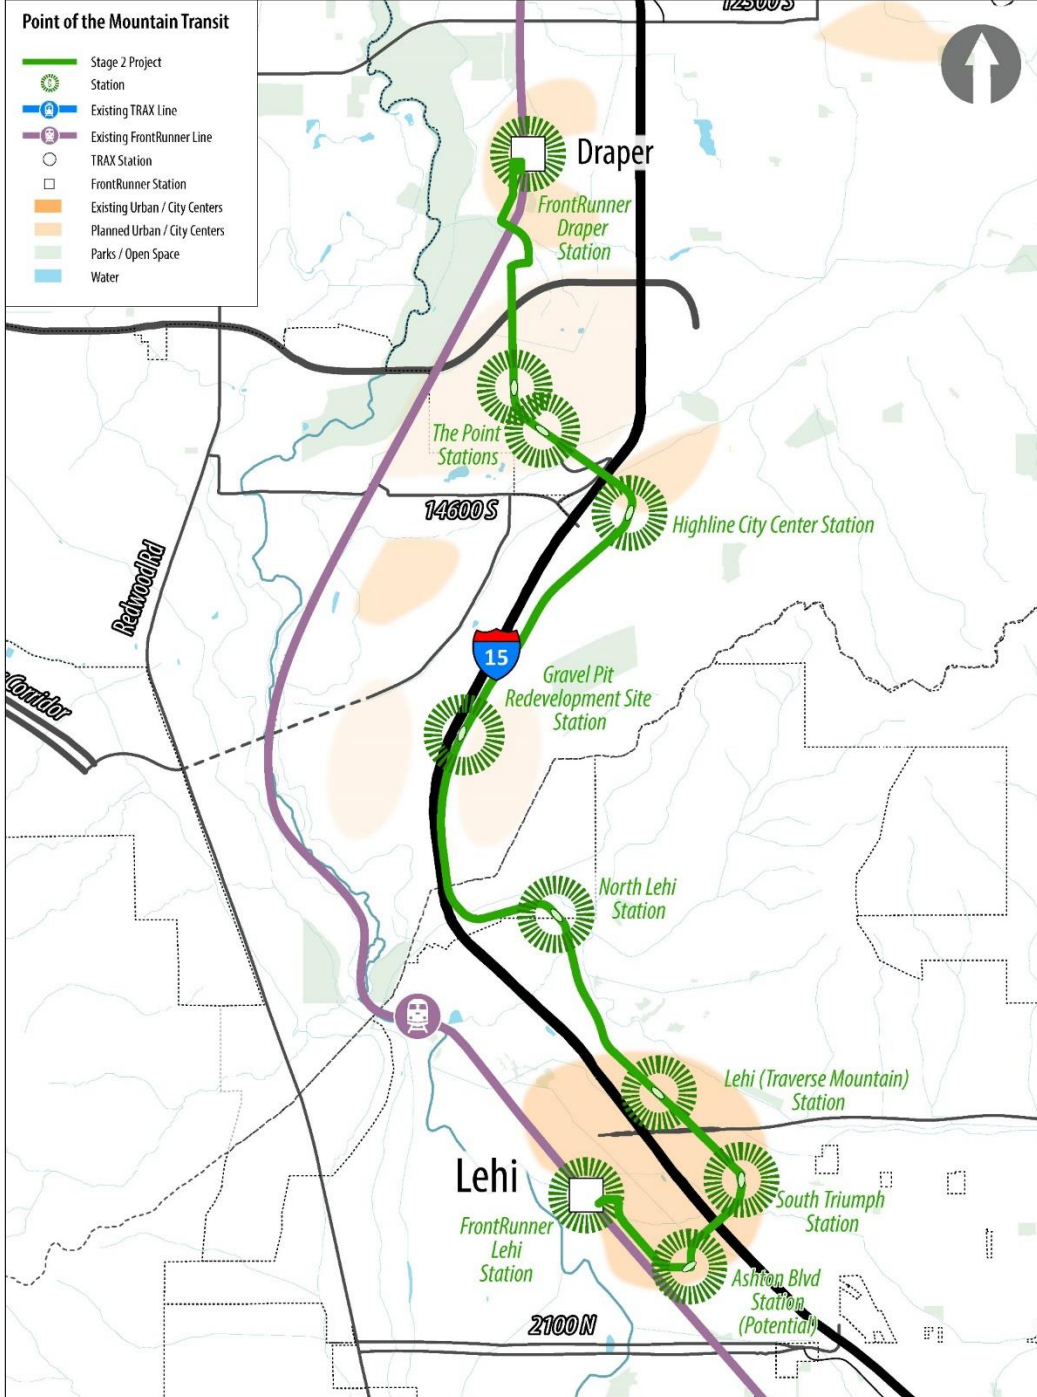 Point of the Mountain Transit
Stage 2 Project
Station
Existing TRAX Line
Existing FrontRunner Line
TRAX Station
FrontRunner Station
Existing Urban / City Centers
Planned Urban / City Centers
Parks / Open Space
Water
12300 S
Draper
FrontRunner
Draper
Station
The Point
Stations
14600 S
Highline City Center Station
Redwood Rd
15
Gravel Pit
Redevelopment Site
Station
Corridor
North Lehi
Station
Lehi (Traverse Mountain)
Station
Lehi
South Triumph
Station
FrontRunner
Lehi
Station
Ashton Blvd
Station
(Potential)
2100 N